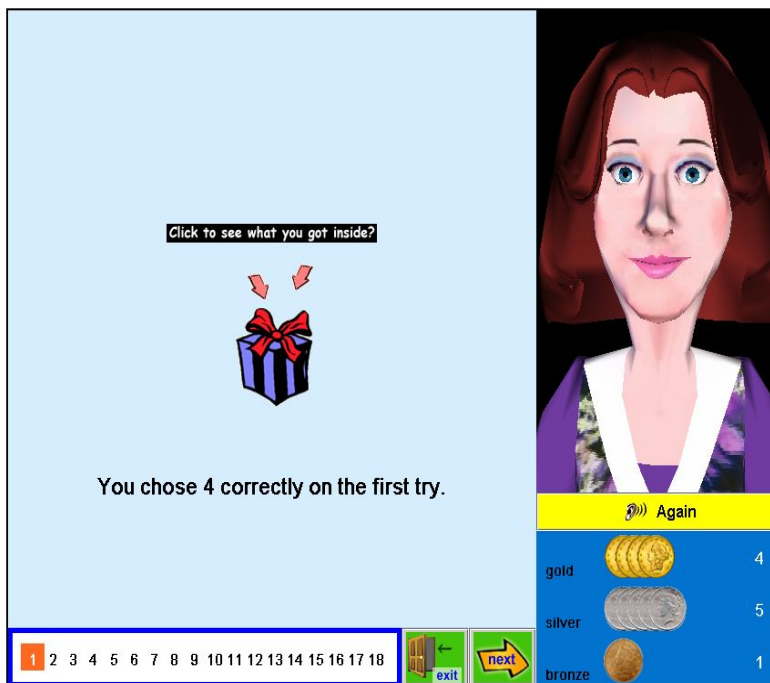 Click to see what you got inside?
You chose 4 correctly on the first try.
Again
gold 4
silver 5
bronze 1
1 2 3 4 5 6 7 8 9 10 11 12 13 14 15 16 17 18
exit
next